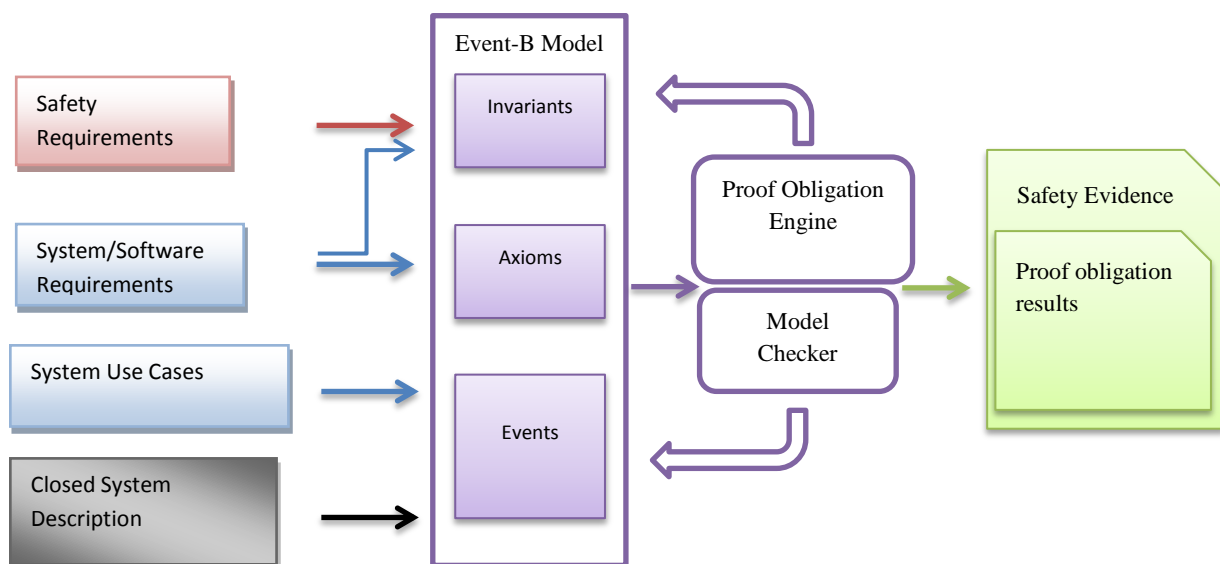 Safety
Requirements
System/Software
Requirements
System Use Cases
Closed System
Description
Event-B Model
Invariants
Axioms
Events
Proof Obligation
Engine
Model
Checker
Safety Evidence
Proof obligation
results